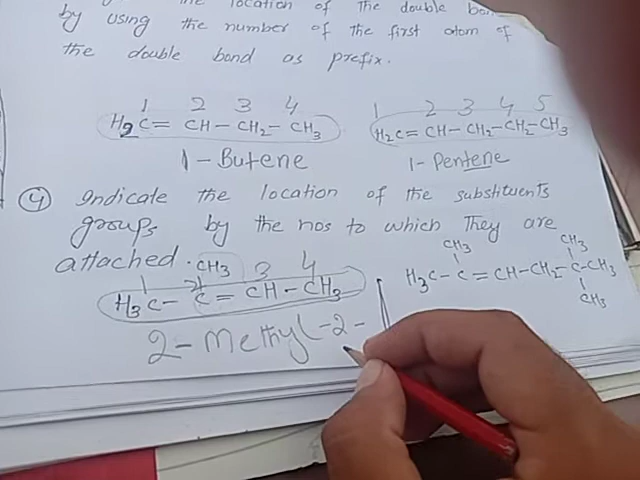 the location of the double
by using the number of the first atom of
the double bond as prefix.
1 2 3 4
H2C= CH - CH2 - CH3
1 - Butene
1 2 3 4 5
H2C= CH - CH2 - CH2 - CH3
1 - Pentene
4 Indicate the location of the substituents
groups by the nos to which They are
attached.
CH3
1 2 3 4
H3C - C = CH - CH3
2 - Methyl - 2 -
CH3 CH3
H3C - C = CH - CH2 - C - CH3
CH3